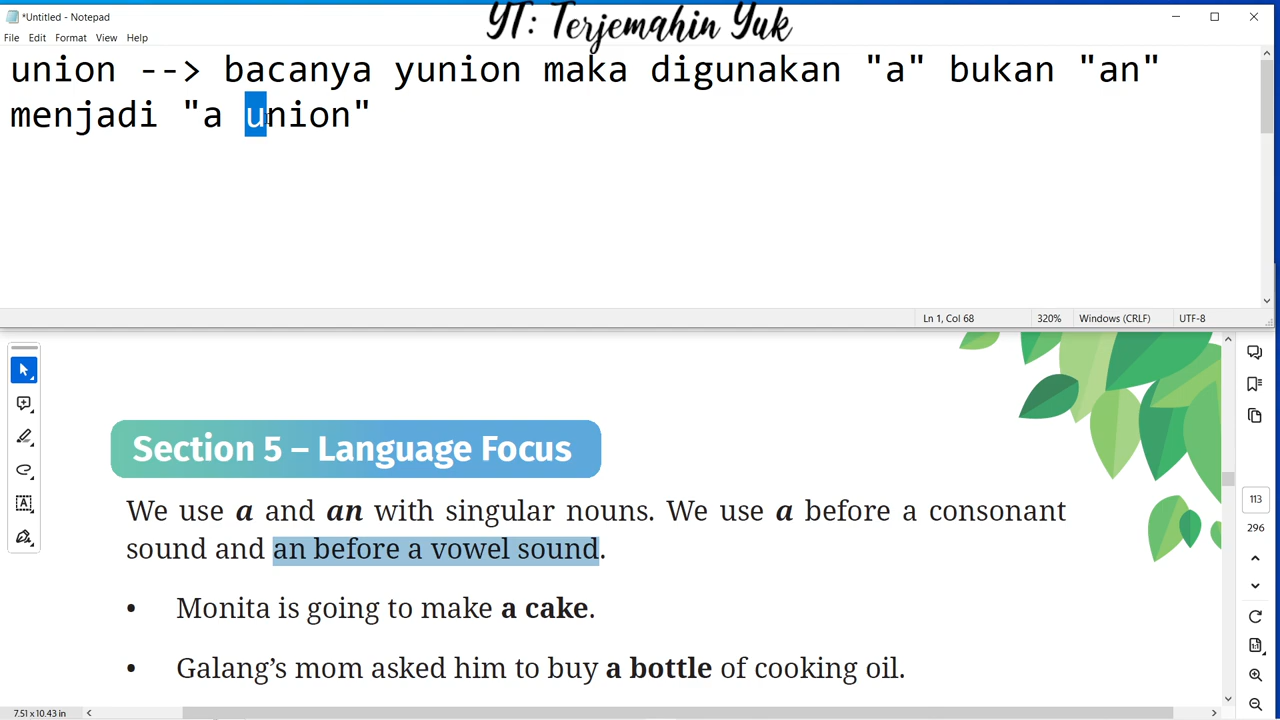 *Untitled - Notepad
YT: Terjemahin Yuk
File Edit Format View Help
union --> bacanya yunion maka digunakan "a" bukan "an"
menjadi "a union"
Ln 1, Col 68 320% Windows (CRLF) UTF-8
Section 5 – Language Focus
We use a and an with singular nouns. We use a before a consonant
sound and an before a vowel sound.
• Monita is going to make a cake.
• Galang's mom asked him to buy a bottle of cooking oil.
113
296
7.51 x 10.43 in